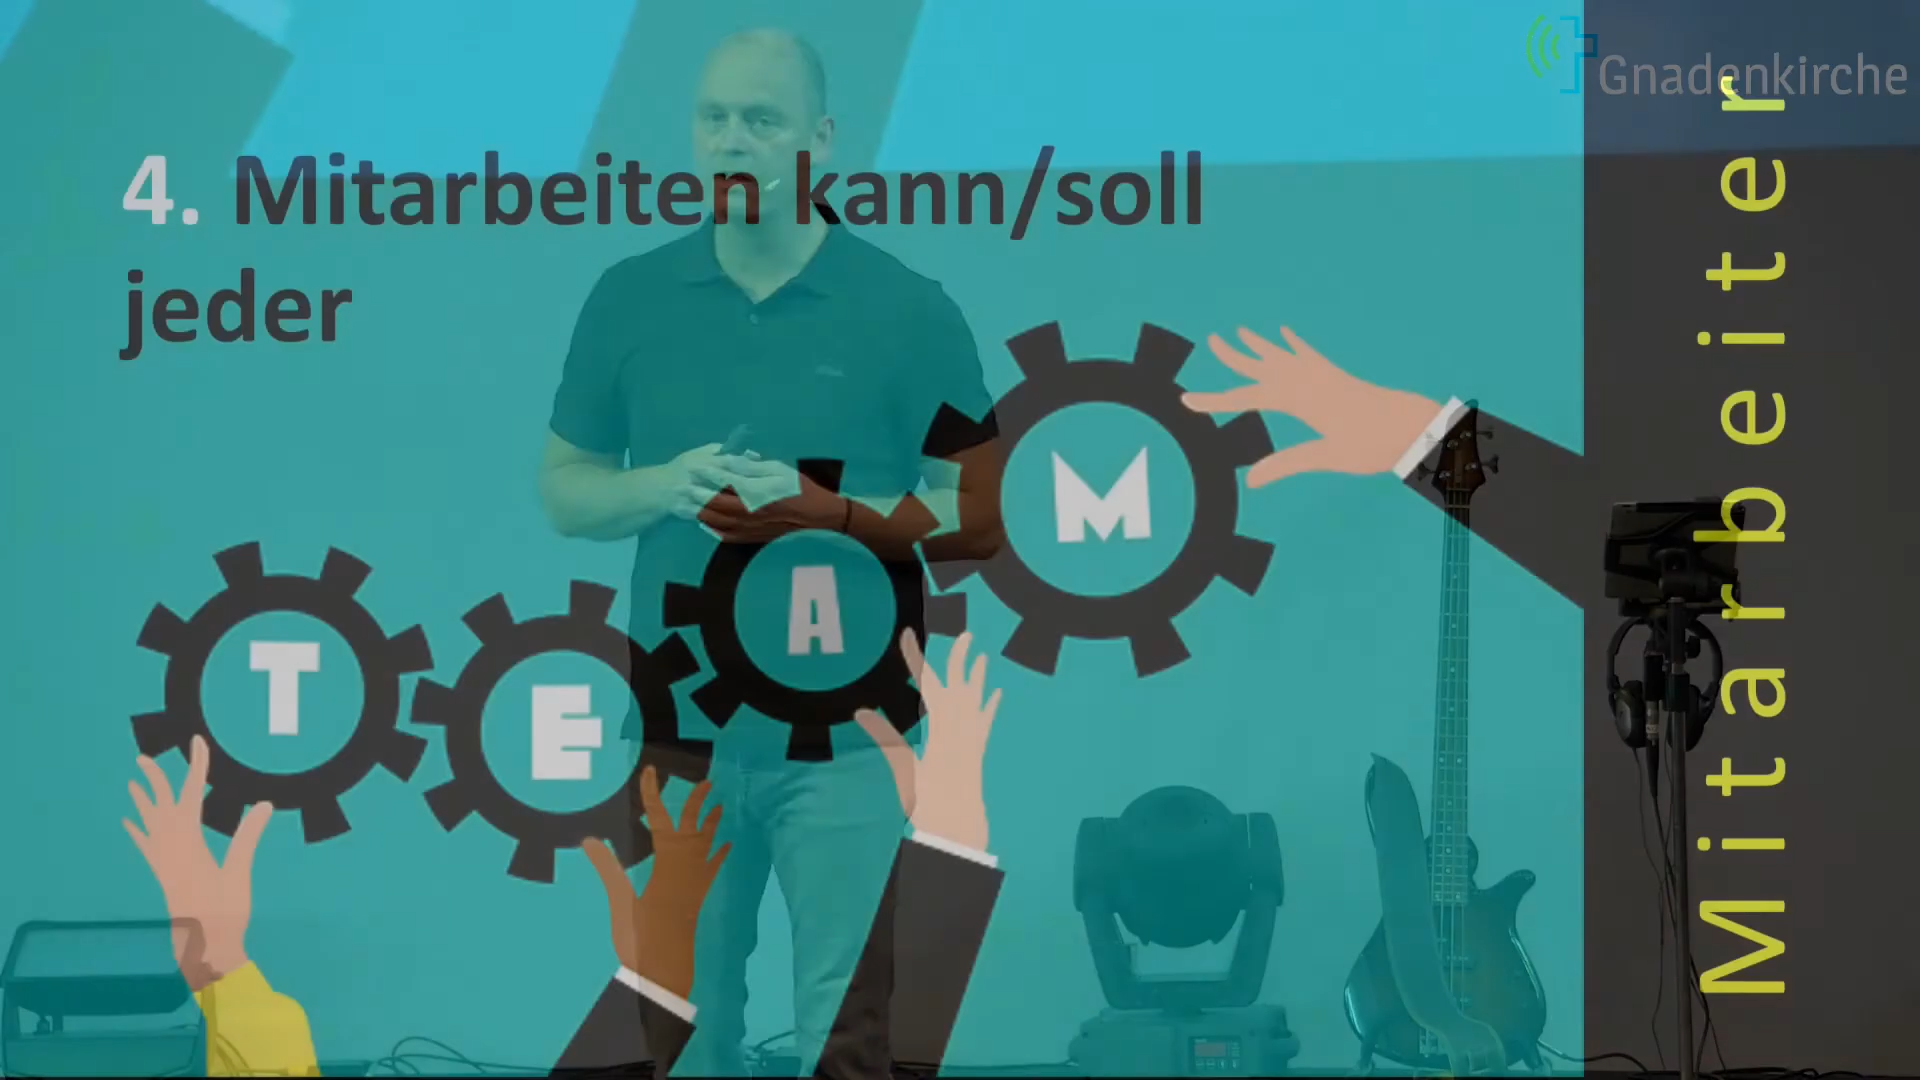 Gnadenkirche
4. Mitarbeiten kann/soll
jeder
T E A M
Mitarbeiter